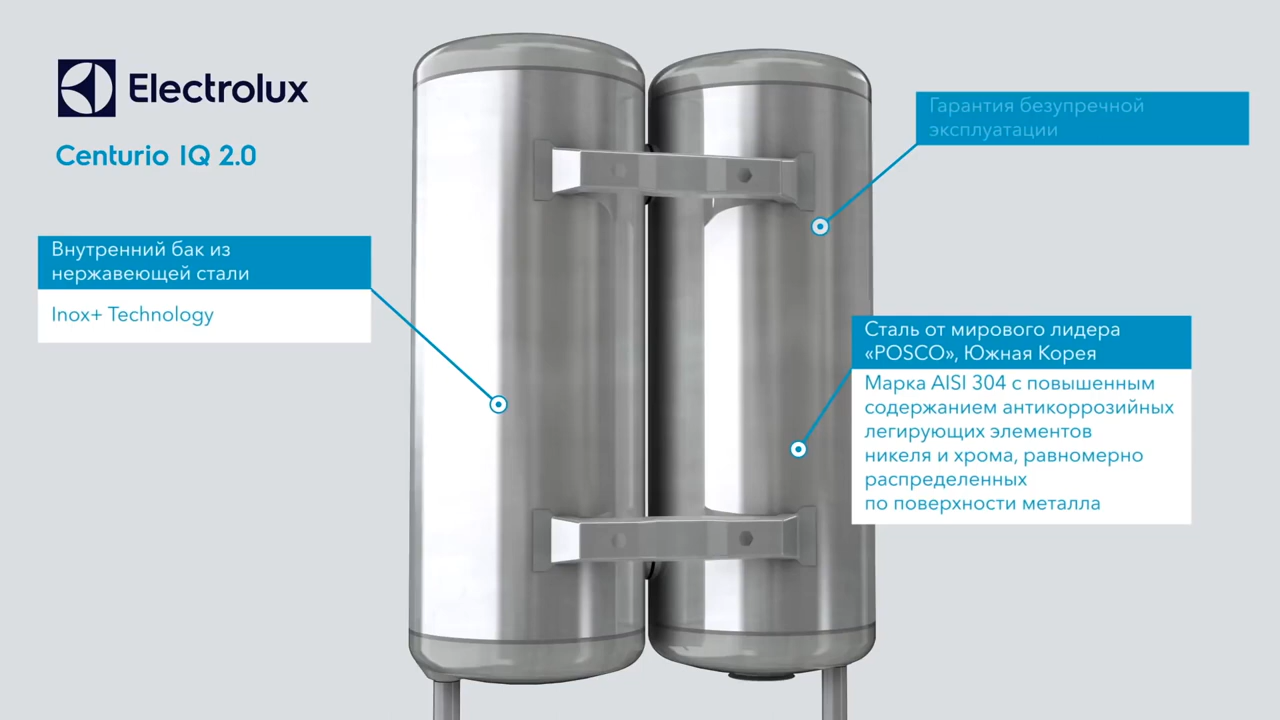 Electrolux
Centurio IQ 2.0
Внутренний бак из
нержавеющей стали
Inox+ Technology
Гарантия безупречной
эксплуатации
Сталь от мирового лидера
«POSCO», Южная Корея
Марка AISI 304 с повышенным
содержанием антикоррозийных
легирующих элементов
никеля и хрома, равномерно
распределенных
по поверхности металла